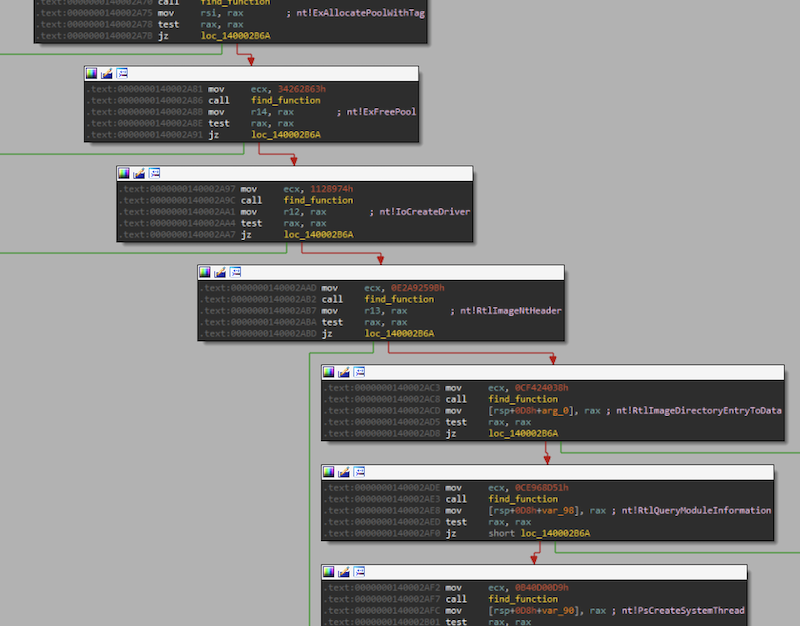 .text:0000000140002A70 call find_function
.text:0000000140002A75 mov rsi, rax ; nt!ExAllocatePoolWithTag
.text:0000000140002A78 test rax, rax
.text:0000000140002A7B jz loc_140002B6A
.text:0000000140002A81 mov ecx, 34262863h
.text:0000000140002A86 call find_function
.text:0000000140002A8B mov r14, rax ; nt!ExFreePool
.text:0000000140002A8E test rax, rax
.text:0000000140002A91 jz loc_140002B6A
.text:0000000140002A97 mov ecx, 1128974h
.text:0000000140002A9C call find_function
.text:0000000140002AA1 mov r12, rax ; nt!IoCreateDriver
.text:0000000140002AA4 test rax, rax
.text:0000000140002AA7 jz loc_140002B6A
.text:0000000140002AAD mov ecx, 0E2A9259Bh
.text:0000000140002AB2 call find_function
.text:0000000140002AB7 mov r13, rax ; nt!RtlImageNtHeader
.text:0000000140002ABA test rax, rax
.text:0000000140002ABD jz loc_140002B6A
.text:0000000140002AC3 mov ecx, 0CF424038h
.text:0000000140002AC8 call find_function
.text:0000000140002ACD mov [rsp+0D8h+arg_0], rax ; nt!RtlImageDirectoryEntryToData
.text:0000000140002AD5 test rax, rax
.text:0000000140002AD8 jz loc_140002B6A
.text:0000000140002ADE mov ecx, 0CE968D51h
.text:0000000140002AE3 call find_function
.text:0000000140002AE8 mov [rsp+0D8h+var_98], rax ; nt!RtlQueryModuleInformation
.text:0000000140002AED test rax, rax
.text:0000000140002AF0 jz short loc_140002B6A
.text:0000000140002AF2 mov ecx, 0B40D00D9h
.text:0000000140002AF7 call find_function
.text:0000000140002AFC mov [rsp+0D8h+var_90], rax ; nt!PsCreateSystemThread
.text:0000000140002B01 test rax, rax